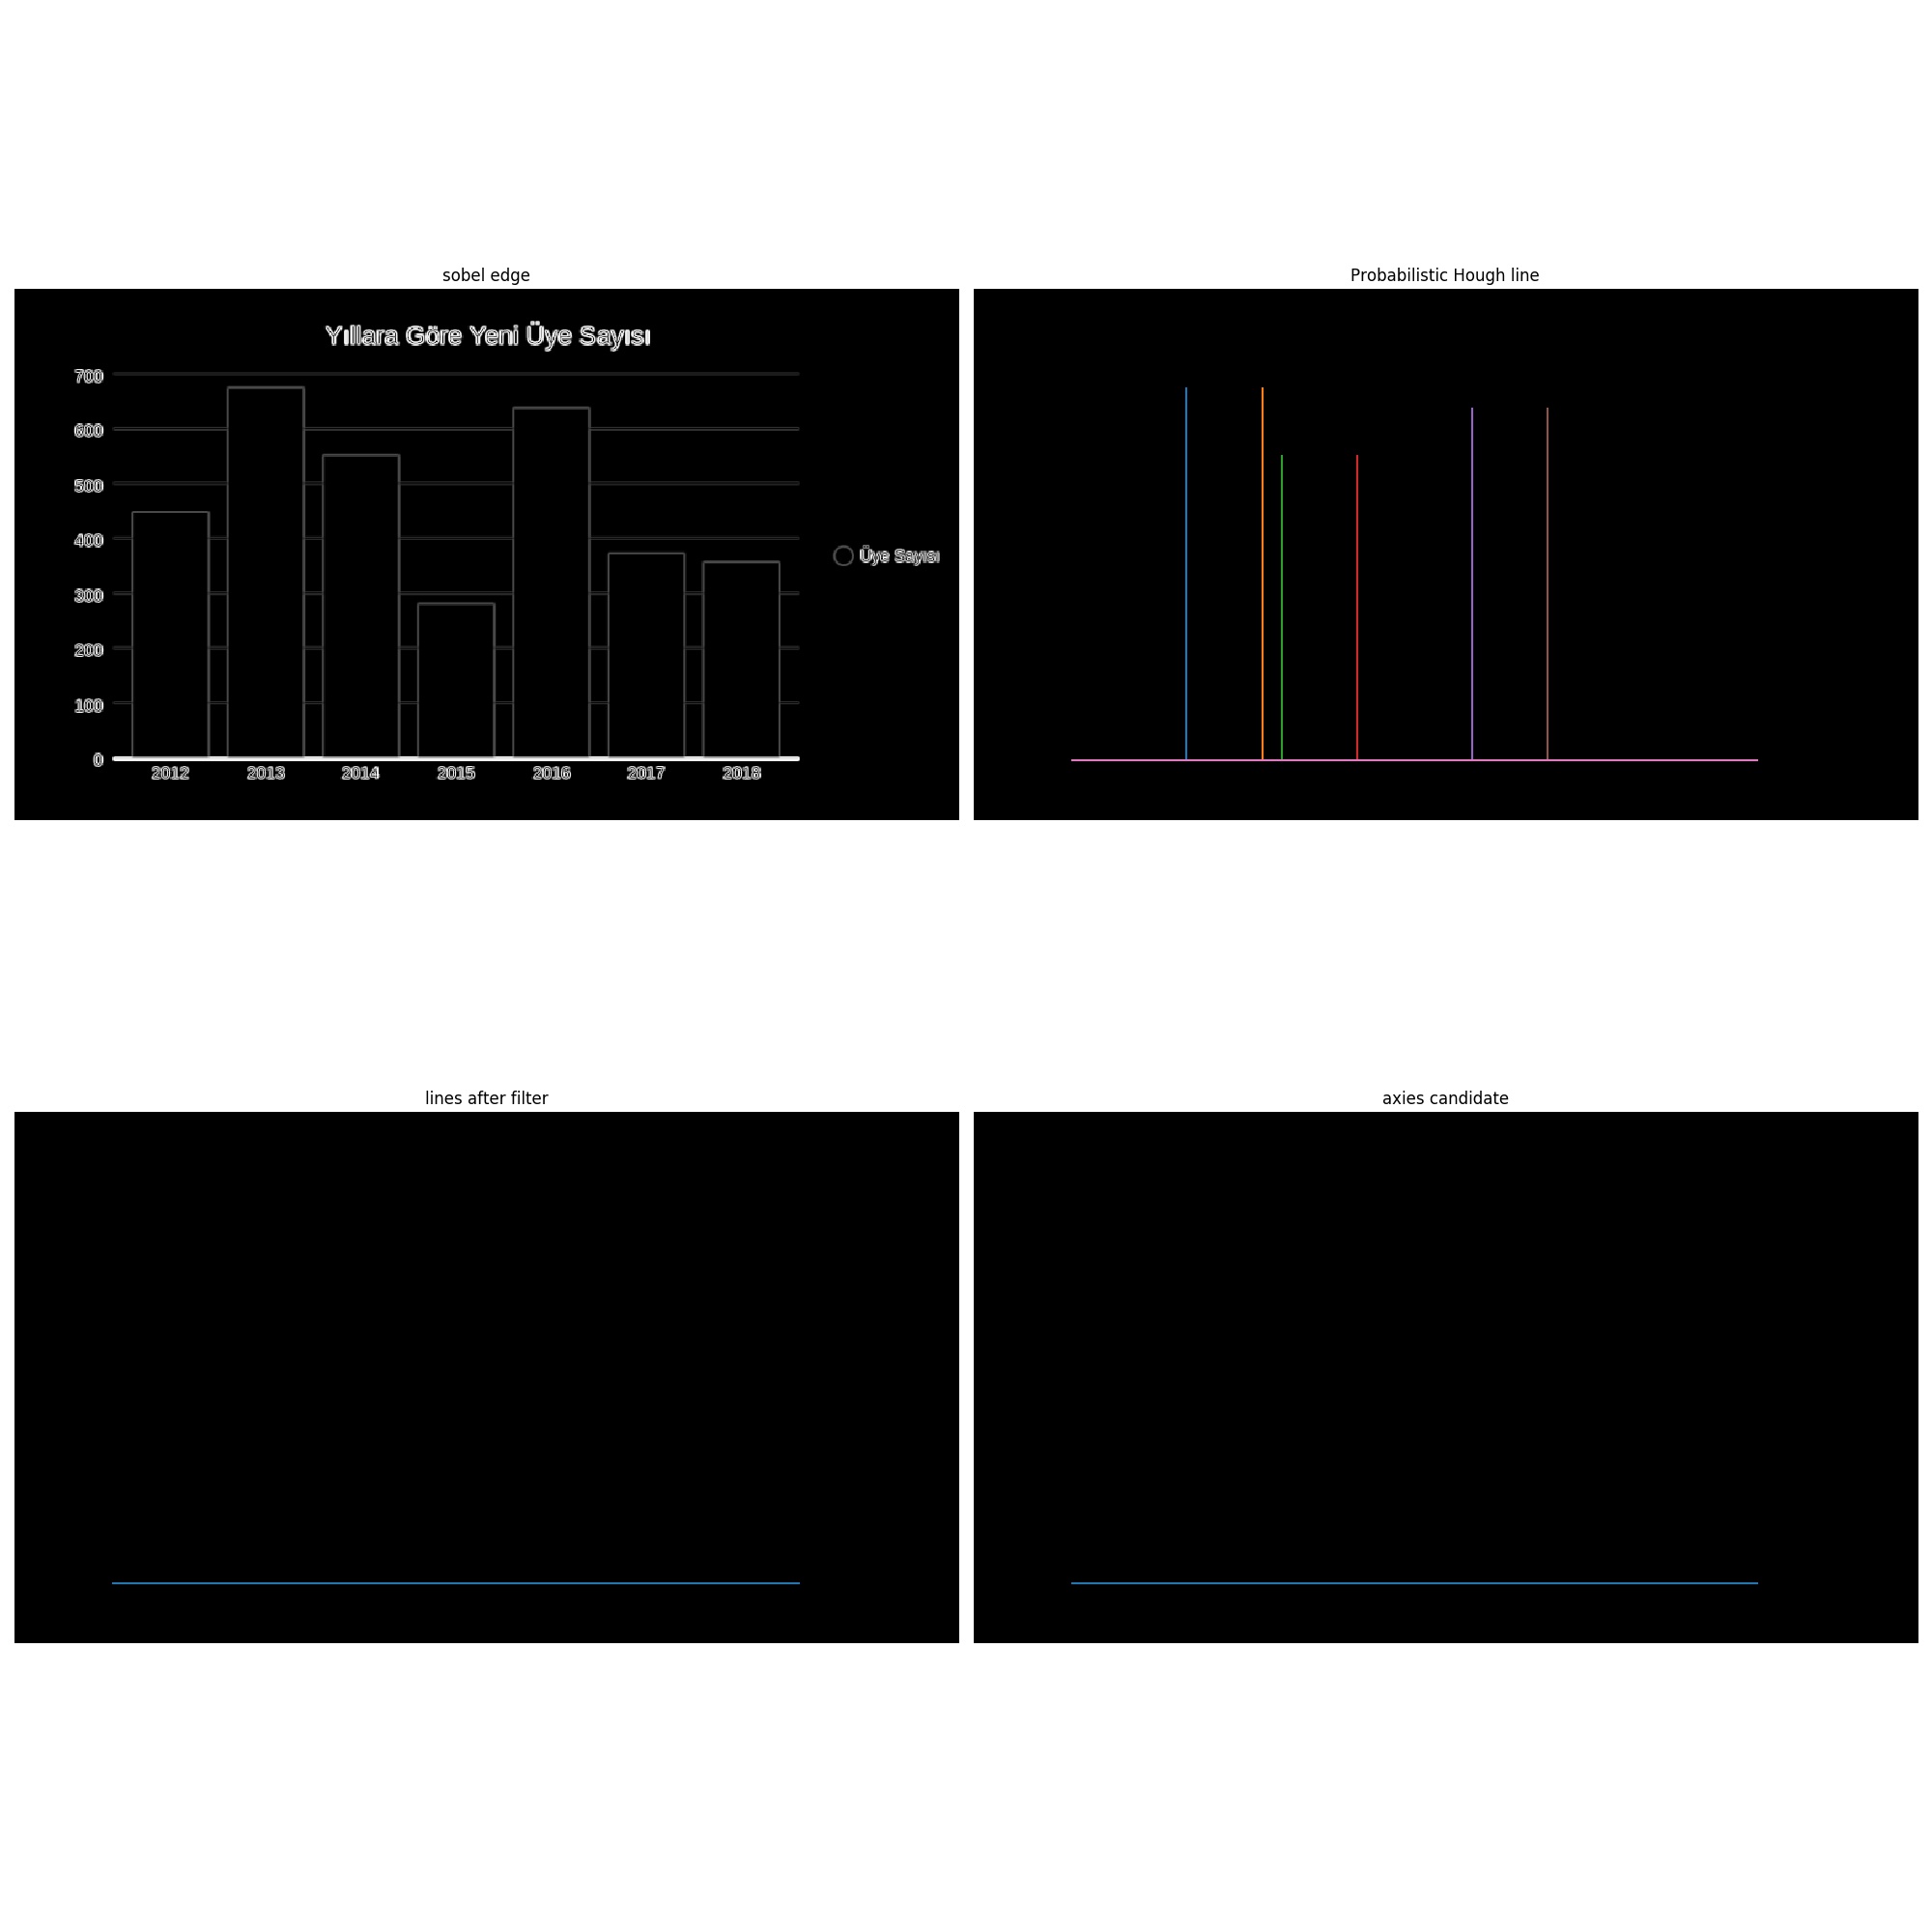 sobel edge
Probabilistic Hough line
Yıllara Göre Yeni Üye Sayısı
700
600
500
400
300
200
100
0
2012 2013 2014 2015 2016 2017 2018
Üye Sayısı
lines after filter
axies candidate